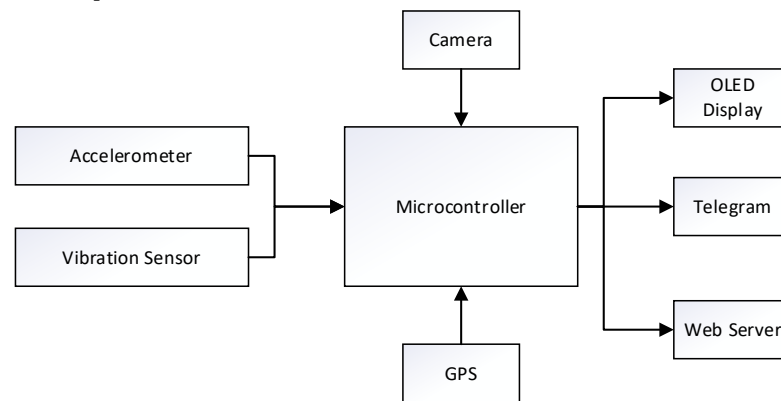 Camera
OLED
Display
Accelerometer
Microcontroller
Telegram
Vibration Sensor
Web Server
GPS